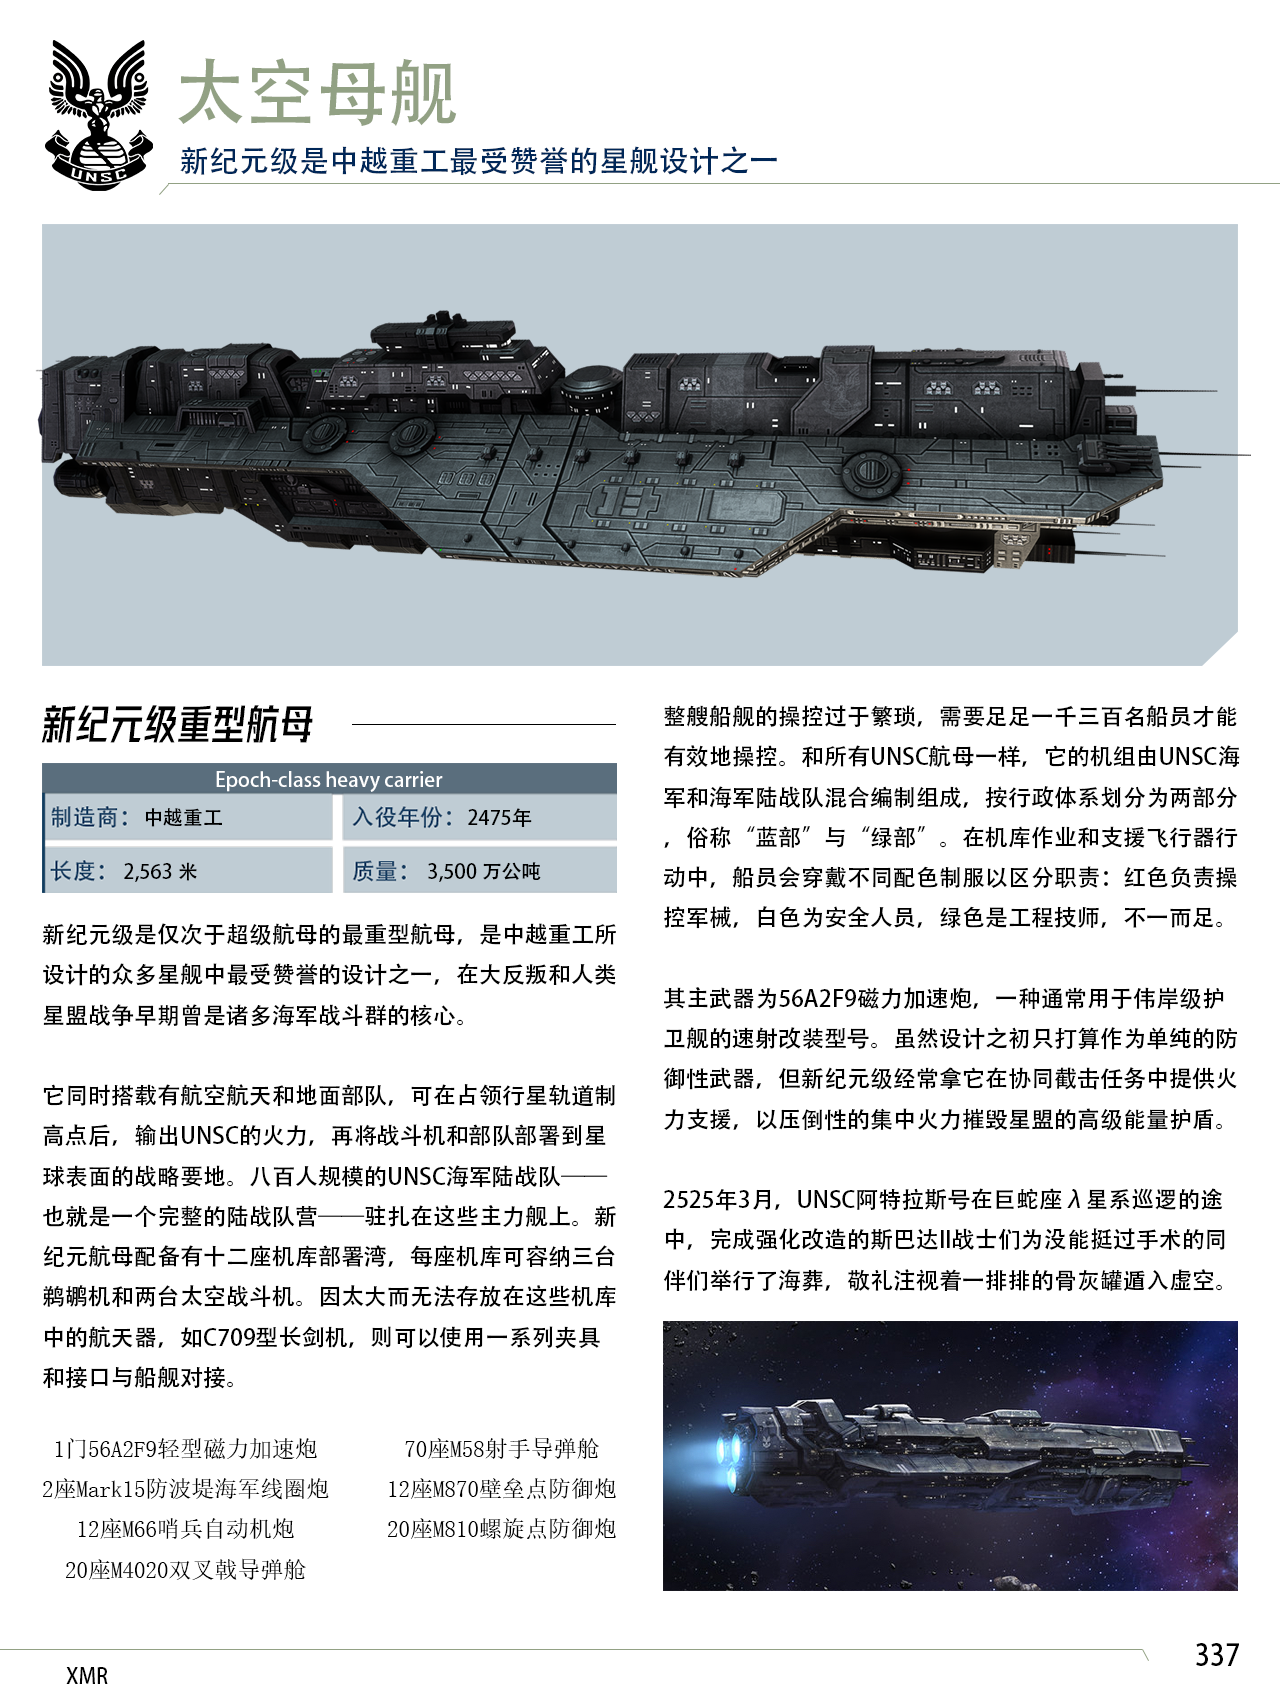 太空母舰
新纪元级是中越重工最受赞誉的星舰设计之一
UNSC
新纪元级重型航母
Epoch-class heavy carrier
制造商：中越重工
入役年份：2475年
长度：2,563 米
质量：3,500 万公吨
新纪元级是仅次于超级航母的最重型航母，是中越重工所
设计的众多星舰中最受赞誉的设计之一，在大反叛和人类
星盟战争早期曾是诸多海军战斗群的核心。
它同时搭载有航空航天和地面部队，可在占领行星轨道制
高点后，输出UNSC的火力，再将战斗机和部队部署到星
球表面的战略要地。八百人规模的UNSC海军陆战队——
也就是一个完整的陆战队营——驻扎在这些主力舰上。新
纪元航母配备有十二座机库部署湾，每座机库可容纳三台
鹈鹕机和两台太空战斗机。因太大而无法存放在这些机库
中的航天器，如C709型长剑机，则可以使用一系列夹具
和接口与船舰对接。
1门56A2F9轻型磁力加速炮
2座Mark15防波堤海军线圈炮
12座M66哨兵自动机炮
20座M4020双叉戟导弹舱
70座M58射手导弹舱
12座M870壁垒点防御炮
20座M810螺旋点防御炮
整艘船舰的操控过于繁琐，需要足足一千三百名船员才能
有效地操控。和所有UNSC航母一样，它的机组由UNSC海
军和海军陆战队混合编制组成，按行政体系划分为两部分
，俗称“蓝部”与“绿部”。在机库作业和支援飞行器行
动中，船员会穿戴不同配色制服以区分职责：红色负责操
控军械，白色为安全人员，绿色是工程技师，不一而足。
其主武器为56A2F9磁力加速炮，一种通常用于伟岸级护
卫舰的速射改装型号。虽然设计之初只打算作为单纯的防
御性武器，但新纪元级经常拿它在协同截击任务中提供火
力支援，以压倒性的集中火力摧毁星盟的高级能量护盾。
2525年3月，UNSC阿特拉斯号在巨蛇座λ星系巡逻的途
中，完成强化改造的斯巴达II战士们为没能挺过手术的同
伴们举行了海葬，敬礼注视着一排排的骨灰罐遁入虚空。
337
XMR